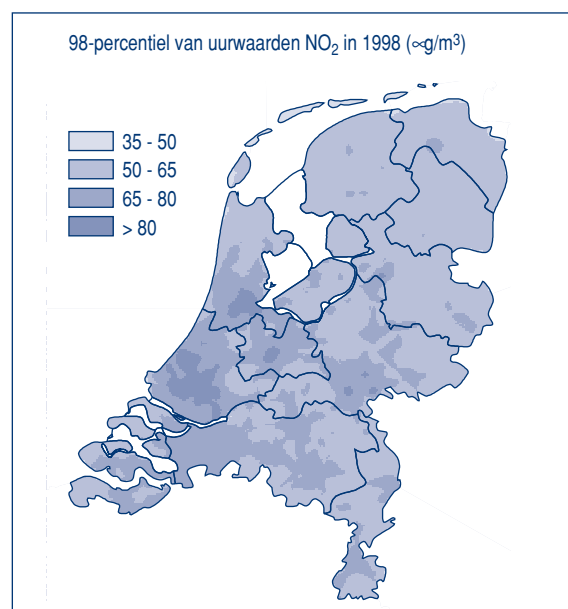 98-percentiel van uurwaarden NO₂ in 1998 (∝g/m³)
35 - 50
50 - 65
65 - 80
> 80